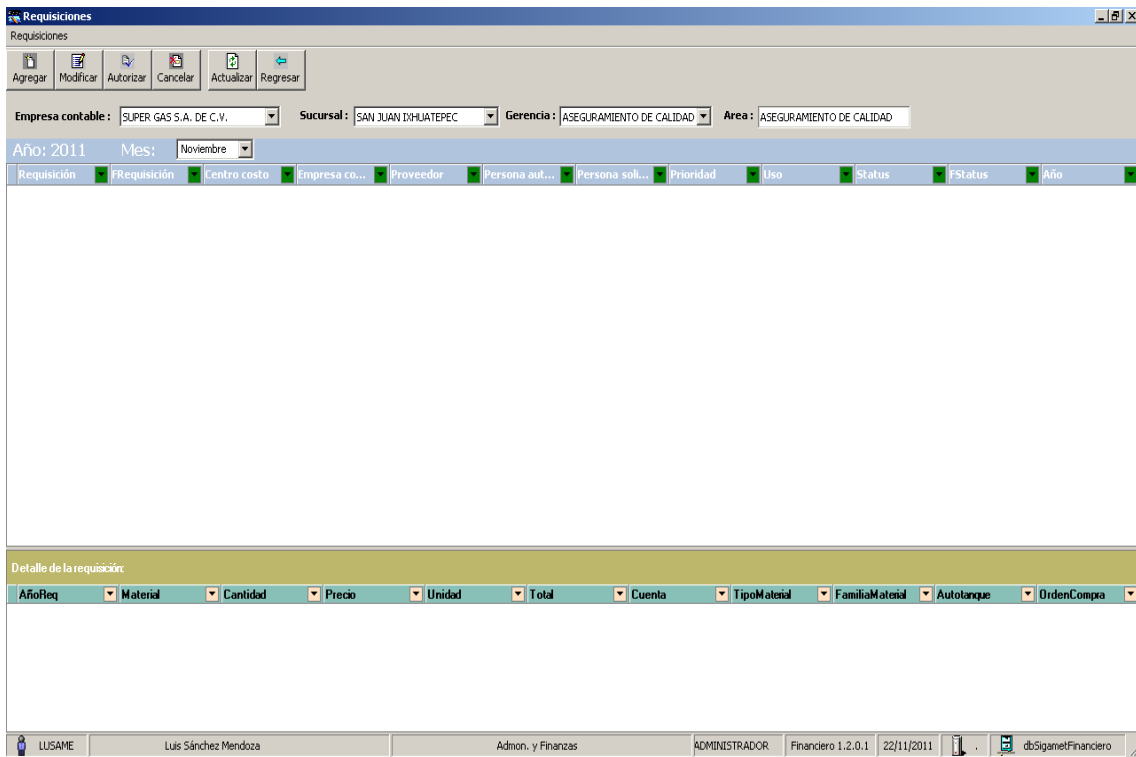 Requisiciones
Requisiciones
Agregar Modificar Autorizar Cancelar Actualizar Regresar
Empresa contable : SUPER GAS S.A. DE C.V. Sucursal : SAN JUAN IXHUATEPEC Gerencia : ASEGURAMIENTO DE CALIDAD Area : ASEGURAMIENTO DE CALIDAD
Año: 2011 Mes: Noviembre
Requisición FRequisición Centro costo Empresa co... Proveedor Persona aut... Persona soli... Prioridad Uso Status FStatus Año
Detalle de la requisición:
AñoReq Material Cantidad Precio Unidad Total Cuenta TipoMaterial FamiliaMaterial Autotanque OrdenCompra
LUSAME Luis Sánchez Mendoza Admon. y Finanzas ADMINISTRADOR Financiero 1.2.0.1 22/11/2011 . dbSigametFinanciero